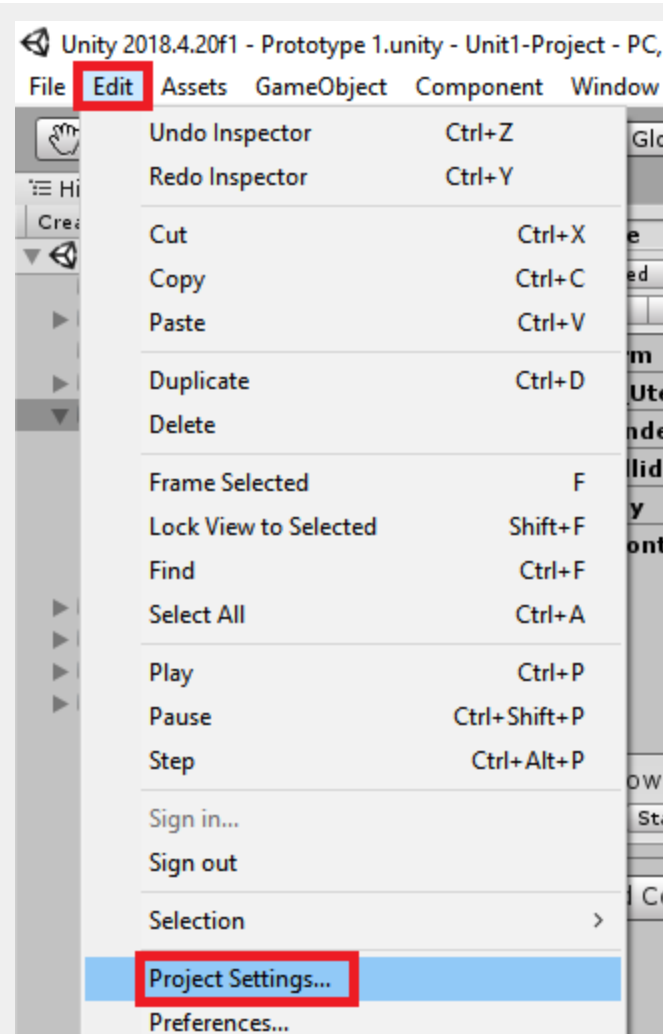 Unity 2018.4.20f1 - Prototype 1.unity - Unit1-Project - PC,
File Edit Assets GameObject Component Window
Undo Inspector Ctrl+Z
Redo Inspector Ctrl+Y
Cut Ctrl+X
Copy Ctrl+C
Paste Ctrl+V
Duplicate Ctrl+D
Delete
Frame Selected F
Lock View to Selected Shift+F
Find Ctrl+F
Select All Ctrl+A
Play Ctrl+P
Pause Ctrl+Shift+P
Step Ctrl+Alt+P
Sign in...
Sign out
Selection >
Project Settings...
Preferences...